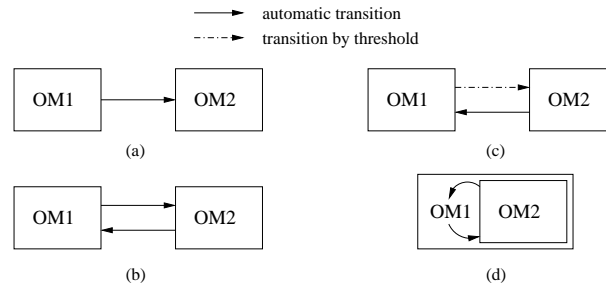 automatic transition
transition by threshold
OM1 OM2
(a)
OM1 OM2
(c)
OM1 OM2
(b)
OM1 OM2
(d)